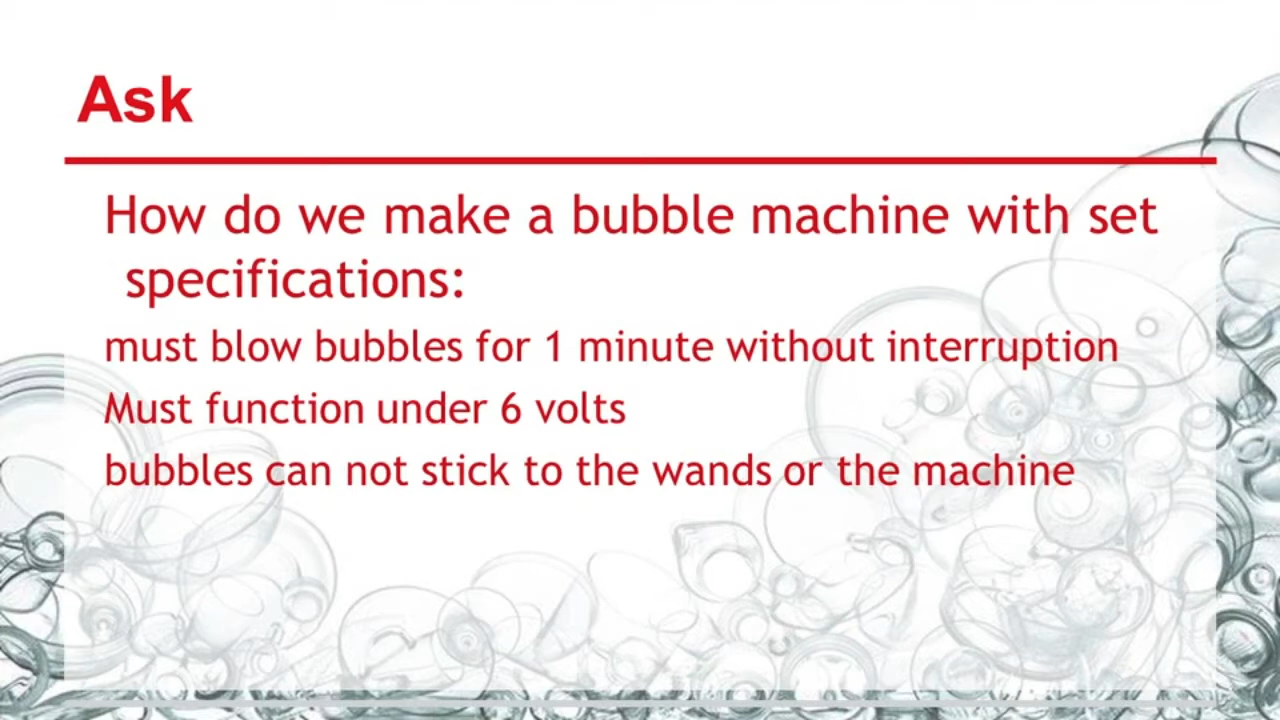 Ask
How do we make a bubble machine with set
specifications:
must blow bubbles for 1 minute without interruption
Must function under 6 volts
bubbles can not stick to the wands or the machine